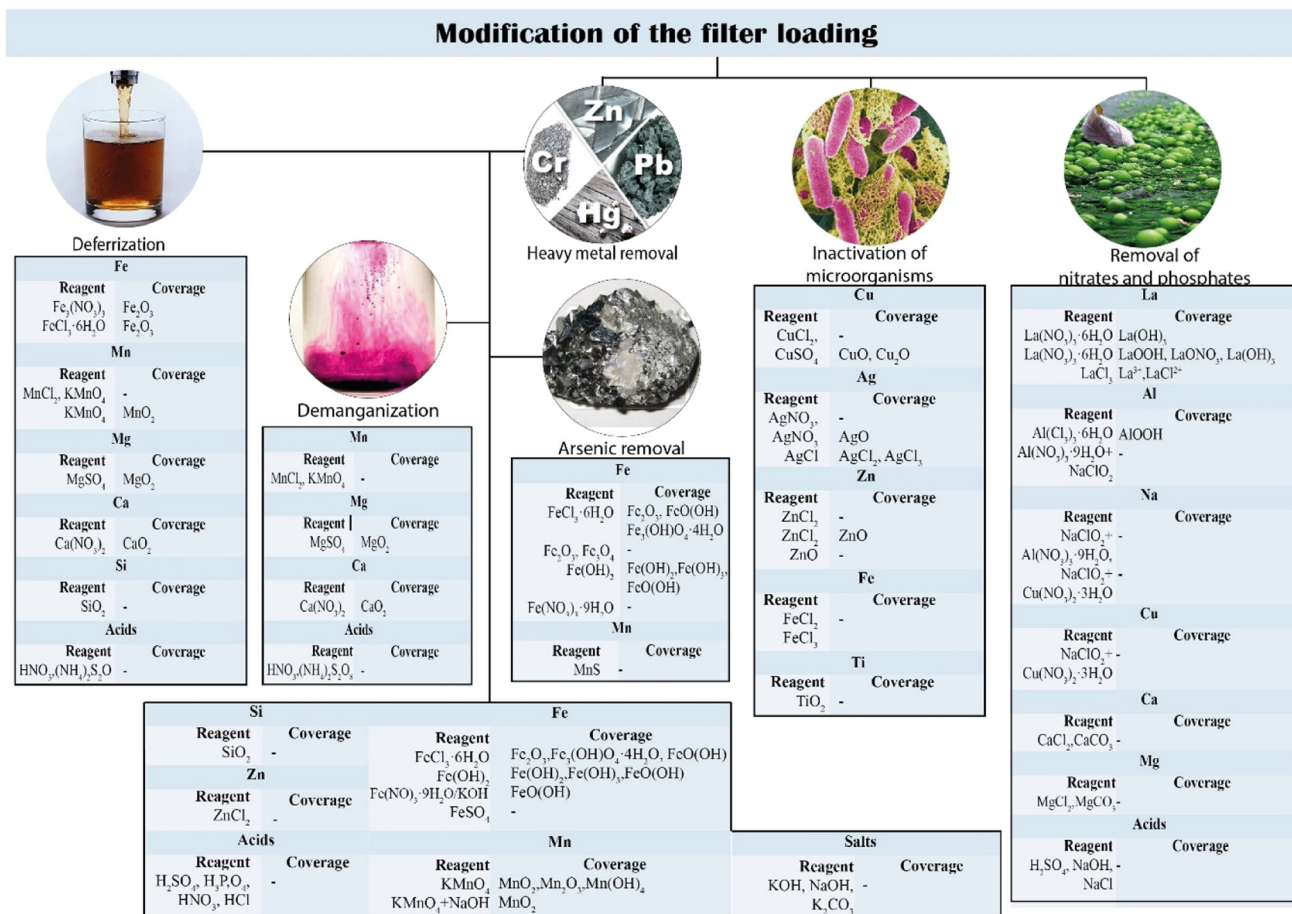 Modification of the filter loading
Zn
Cr
Pb
Hg
Deferrization
Fe
Reagent Coverage
Fe₃(NO₃)₃ Fe₂O₃
FeCl₃·6H₂O Fe₂O₃
Mn
Reagent Coverage
MnCl₂, KMnO₄ -
KMnO₄ MnO₂
Mg
Reagent Coverage
MgSO₄ MgO₂
Ca
Reagent Coverage
Ca(NO₃)₂ CaO₂
Si
Reagent Coverage
SiO₂ -
Acids
Reagent Coverage
HNO₃,(NH₄)₂S₂O -
Demanganization
Mn
Reagent Coverage
MnCl₂, KMnO₄ -
Mg
Reagent Coverage
MgSO₄ MgO₂
Ca
Reagent Coverage
Ca(NO₃)₂ CaO₂
Acids
Reagent Coverage
HNO₃,(NH₄)₂S₂O₈ -
Heavy metal removal
Arsenic removal
Fe
Reagent Coverage
FeCl₃·6H₂O Fe₂O₃, FeO(OH)
Fe₃(OH)O₄·4H₂O
Fe₂O₃, Fe₃O₄ -
Fe(OH)₂ Fe(OH)₂,Fe(OH)₃,
FeO(OH)
Fe(NO₃)₃·9H₂O -
Mn
Reagent Coverage
MnS -
Inactivation of
microorganisms
Cu
Reagent Coverage
CuCl₂, -
CuSO₄ CuO, Cu₂O
Ag
Reagent Coverage
AgNO₃, -
AgNO₃ AgO
AgCl AgCl₂, AgCl₃
Zn
Reagent Coverage
ZnCl₂ -
ZnCl₂ ZnO
ZnO -
Fe
Reagent Coverage
FeCl₂ -
FeCl₃
Ti
Reagent Coverage
TiO₂ -
Removal of
nitrates and phosphates
La
Reagent Coverage
La(NO₃)₃·6H₂O La(OH)₃
La(NO₃)₃·6H₂O LaOOH, LaONO₃, La(OH)₃
LaCl₃ La³⁺,LaCl²⁺
Al
Reagent Coverage
Al(Cl₃)₃·6H₂O AlOOH
Al(NO₃)₃·9H₂O+ -
NaClO₂
Na
Reagent Coverage
NaClO₂+ -
Al(NO₃)₃·9H₂O,
NaClO₂+ -
Cu(NO₃)₂·3H₂O
Cu
Reagent Coverage
NaClO₂+ -
Cu(NO₃)₂·3H₂O
Ca
Reagent Coverage
CaCl₂,CaCO₃ -
Mg
Reagent Coverage
MgCl₂,MgCO₃ -
Acids
Reagent Coverage
H₂SO₄, NaOH, -
NaCl
Si
Reagent Coverage
SiO₂ -
Zn
Reagent Coverage
ZnCl₂ -
Acids
Reagent Coverage
H₂SO₄, H₃P,O₄, -
HNO₃, HCl
Fe
Reagent Coverage
FeCl₃·6H₂O Fe₂O₃,Fe₃(OH)O₄·4H₂O, FeO(OH)
Fe(OH)₂ Fe(OH)₂,Fe(OH)₃,FeO(OH)
Fe(NO)₃·9H₂O/KOH FeO(OH)
FeSO₄ -
Mn
Reagent Coverage
KMnO₄ MnO₂,Mn₂O₃,Mn(OH)₄
KMnO₄+NaOH MnO₂
Salts
Reagent Coverage
KOH, NaOH, -
K₂CO₃